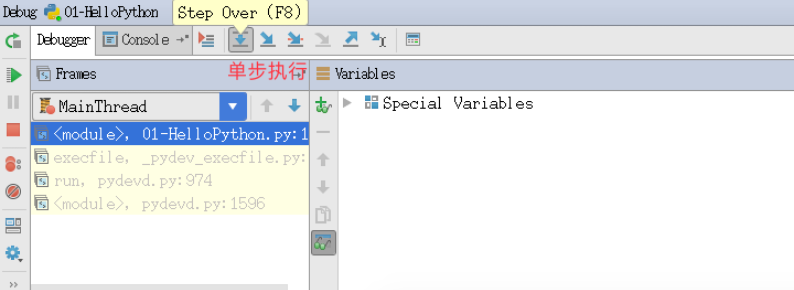 Debug 01-HelloPython Step Over (F8)
Debugger Console →"
单步执行
Frames →" Variables
MainThread Special Variables
<module>, 01-HelloPython.py:1
execfile, _pydev_execfile.py:
run, pydevd.py:974
<module>, pydevd.py:1596
»